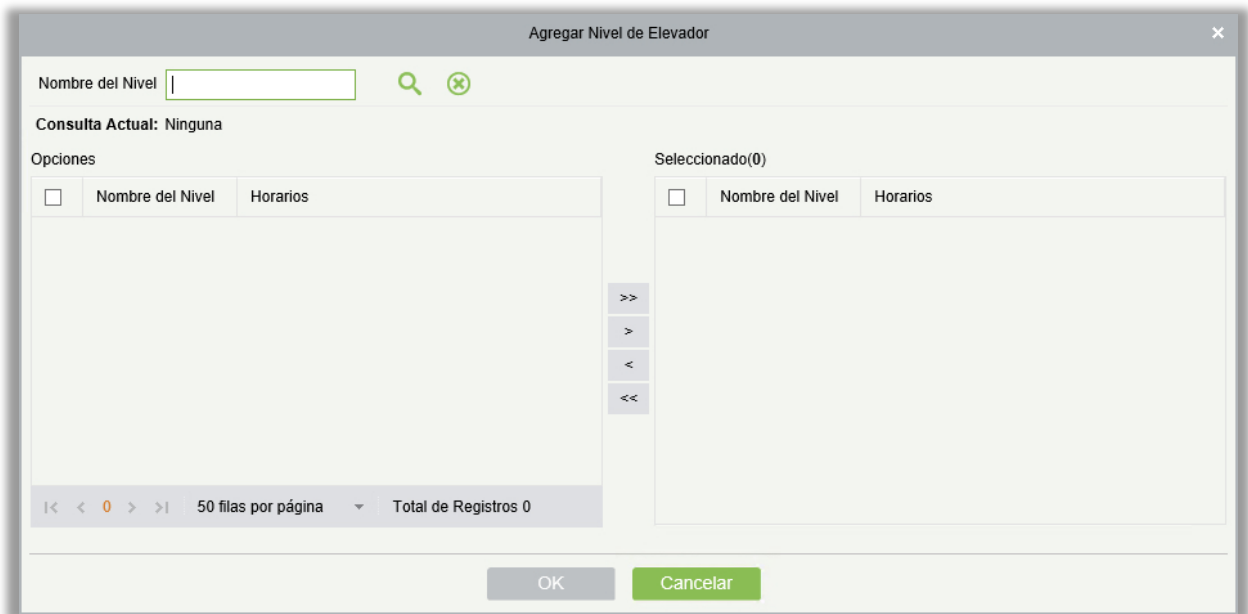 Agregar Nivel de Elevador
Nombre del Nivel
Consulta Actual: Ninguna
Opciones
Seleccionado(0)
Nombre del Nivel Horarios
Nombre del Nivel Horarios
>>
>
<
<<
0 50 filas por página Total de Registros 0
OK Cancelar